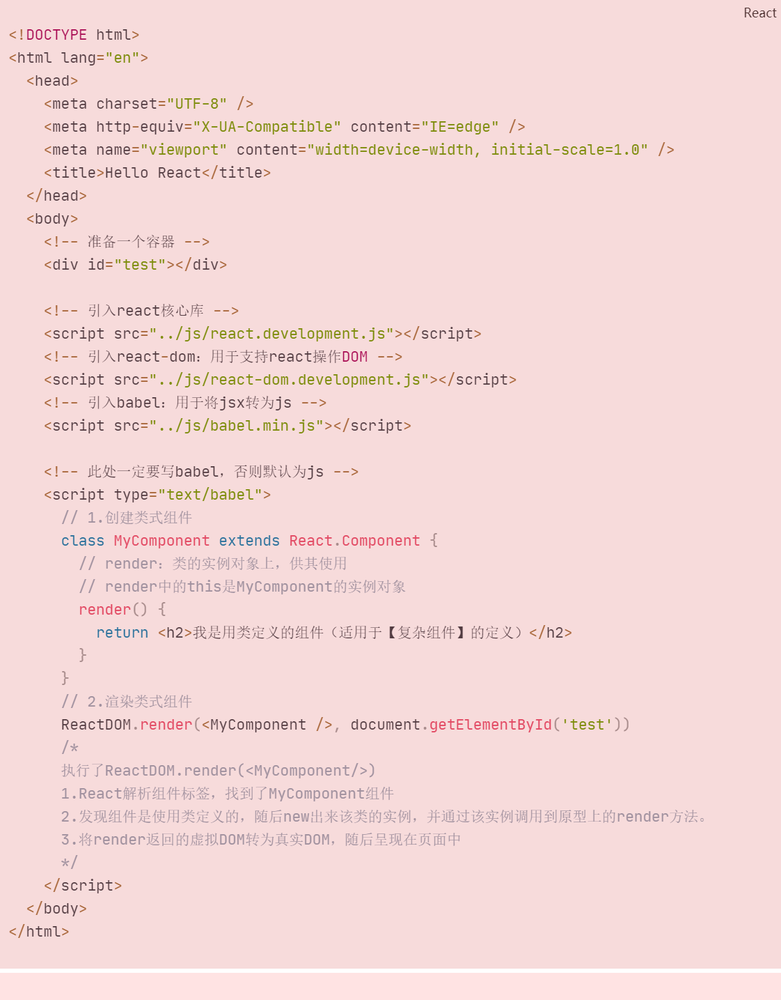 React
<!DOCTYPE html>
<html lang="en">
  <head>
    <meta charset="UTF-8" />
    <meta http-equiv="X-UA-Compatible" content="IE=edge" />
    <meta name="viewport" content="width=device-width, initial-scale=1.0" />
    <title>Hello React</title>
  </head>
  <body>
    <!-- 准备一个容器 -->
    <div id="test"></div>

    <!-- 引入react核心库 -->
    <script src="../js/react.development.js"></script>
    <!-- 引入react-dom：用于支持react操作DOM -->
    <script src="../js/react-dom.development.js"></script>
    <!-- 引入babel：用于将jsx转为js -->
    <script src="../js/babel.min.js"></script>

    <!-- 此处一定要写babel，否则默认为js -->
    <script type="text/babel">
      // 1.创建类式组件
      class MyComponent extends React.Component {
        // render：类的实例对象上，供其使用
        // render中的this是MyComponent的实例对象
        render() {
          return <h2>我是用类定义的组件（适用于【复杂组件】的定义）</h2>
        }
      }
      // 2.渲染类式组件
      ReactDOM.render(<MyComponent />, document.getElementById('test'))
      /*
      执行了ReactDOM.render(<MyComponent/>)
      1.React解析组件标签，找到了MyComponent组件
      2.发现组件是使用类定义的，随后new出来该类的实例，并通过该实例调用到原型上的render方法。
      3.将render返回的虚拟DOM转为真实DOM，随后呈现在页面中
      */
    </script>
  </body>
</html>